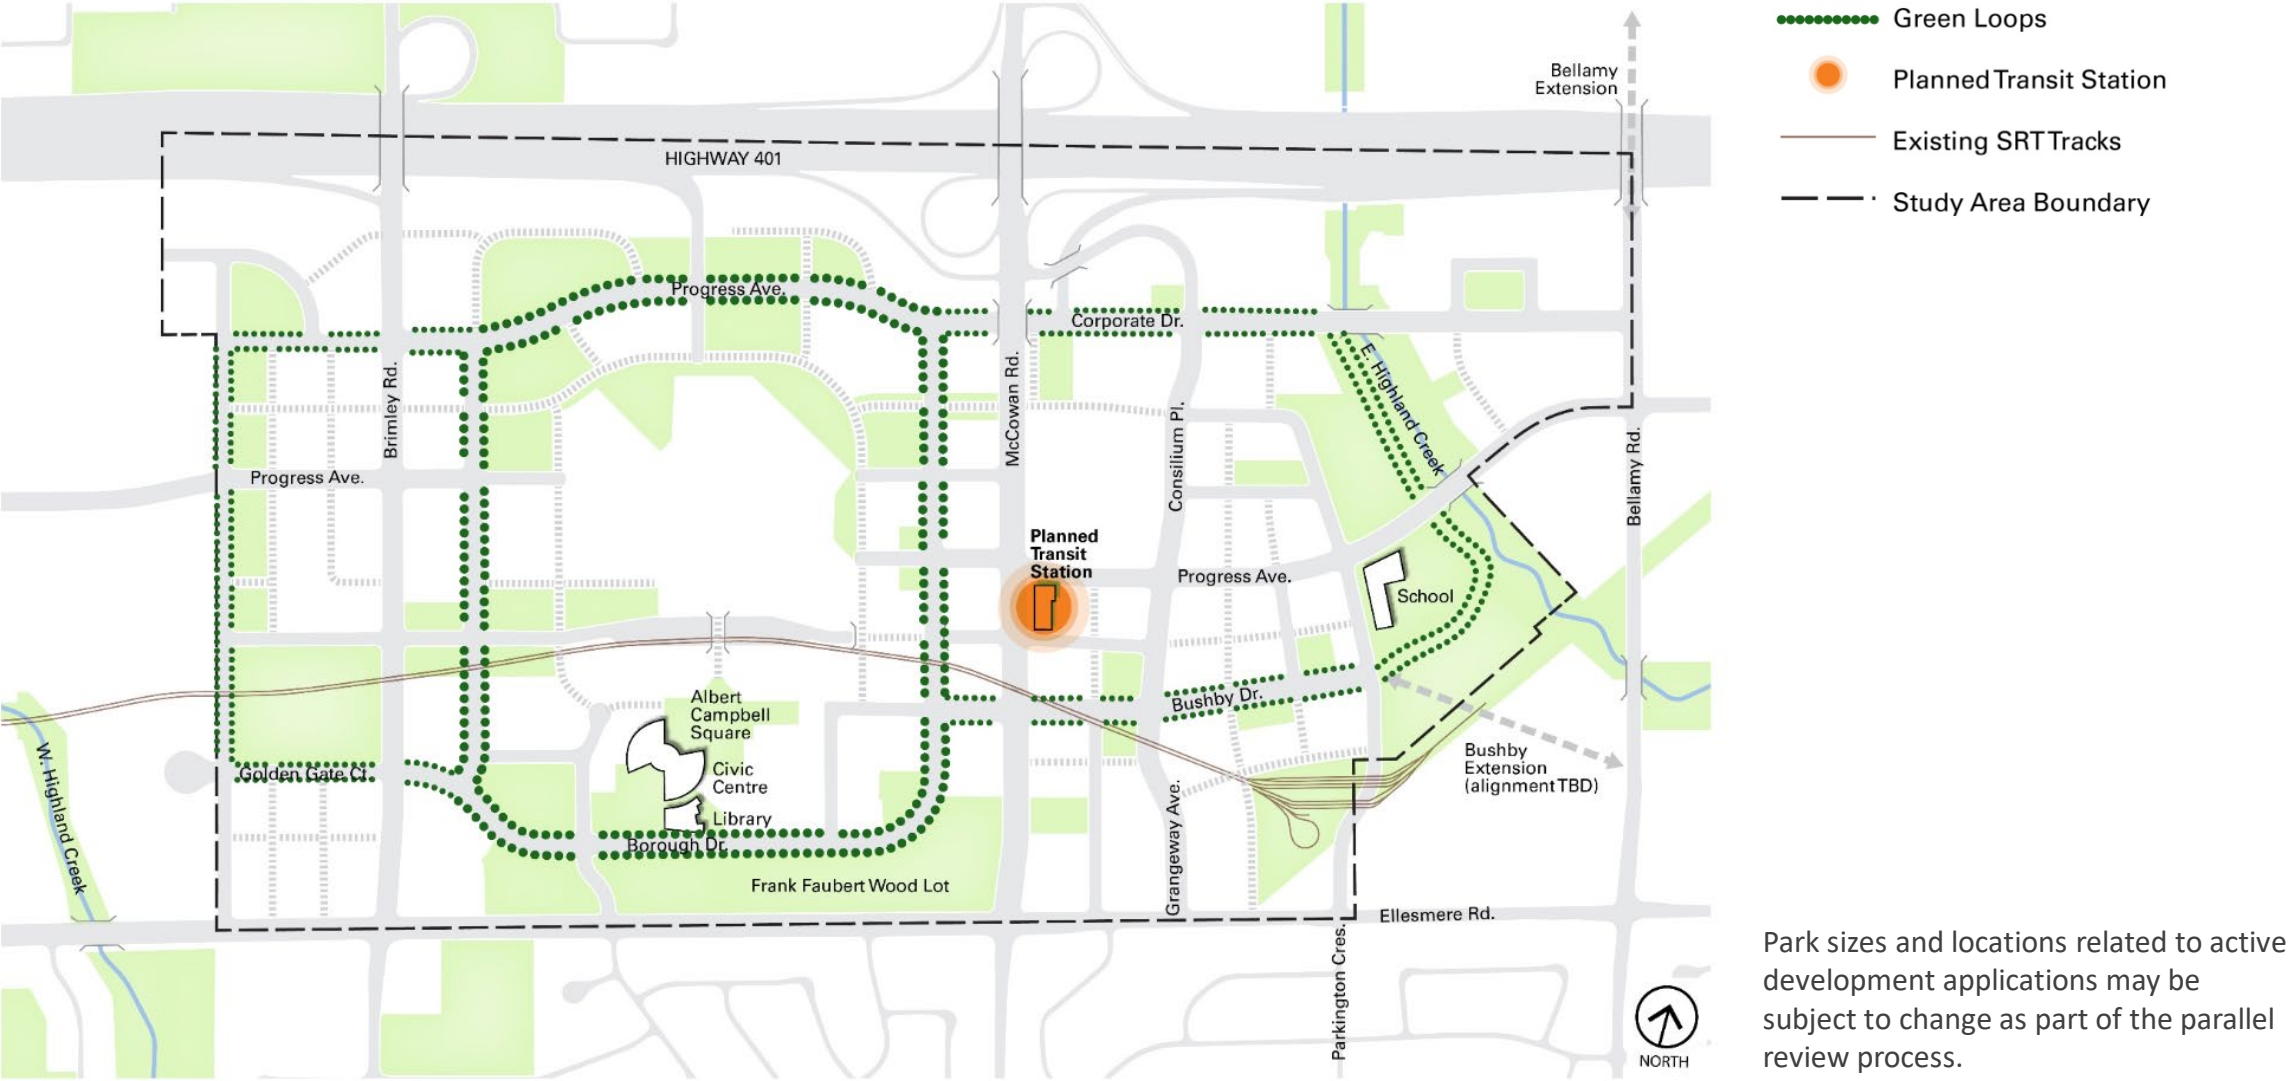 Green Loops
Planned Transit Station
Existing SRT Tracks
Study Area Boundary
Bellamy
Extension
HIGHWAY 401
Progress Ave.
Corporate Dr.
E. Highland Creek
Brimley Rd.
McCowan Rd.
Consilium Pl.
Bellamy Rd.
Progress Ave.
Planned
Transit
Station
Progress Ave.
School
Albert
Campbell
Square
Bushby Dr.
W. Highland Creek
Golden Gate Ct.
Civic
Centre
Library
Borough Dr.
Bushby
Extension
(alignment TBD)
Grangeway Ave.
Frank Faubert Wood Lot
Ellesmere Rd.
Parkington Cres.
NORTH
Park sizes and locations related to active
development applications may be
subject to change as part of the parallel
review process.